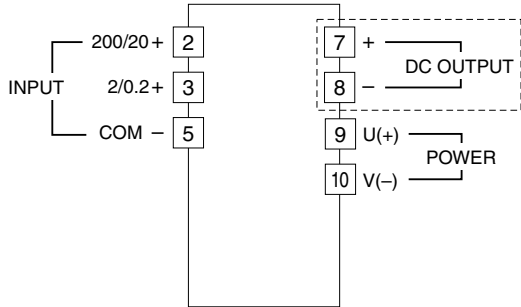 200/20 + 2
INPUT
2/0.2 + 3
COM − 5
7 +
DC OUTPUT
8 −
9 U(+)
POWER
10 V(−)